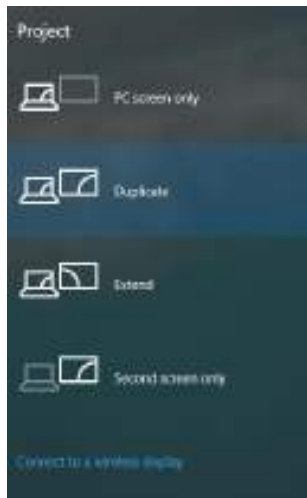 Project
PC screen only
Duplicate
Extend
Second screen only
Connect to a wireless display